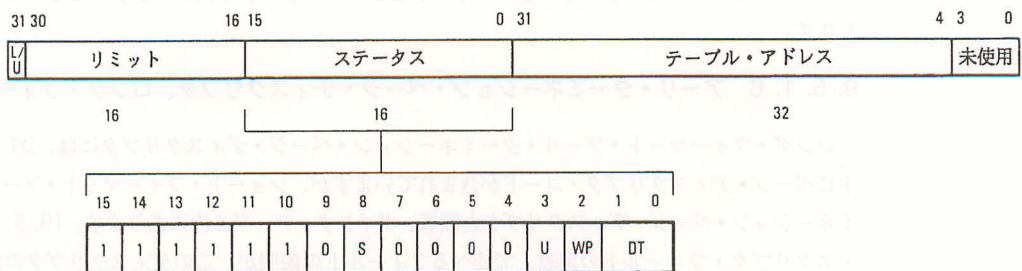 31 30 16 15 0 31 4 3 0
L/U リミット ステータス テーブル・アドレス 未使用
16 16 32
15 14 13 12 11 10 9 8 7 6 5 4 3 2 1 0
1 1 1 1 1 1 0 S 0 0 0 0 U WP DT